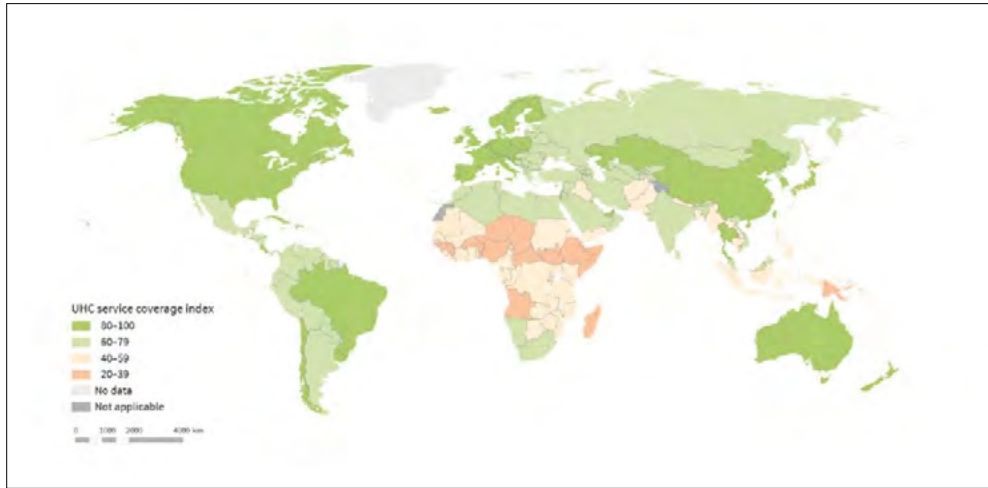 UHC service coverage index
80–100
60–79
40–59
20–39
No data
Not applicable
0 1000 2000 4000 km